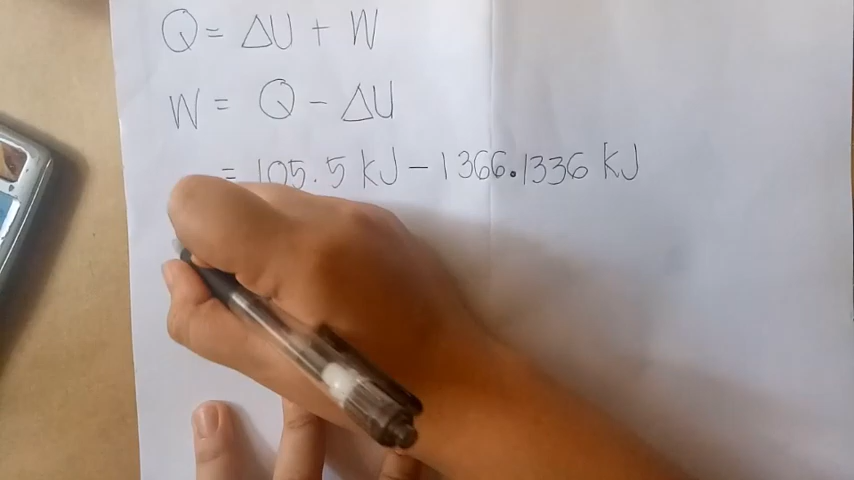 Q = ΔU + W
W = Q - ΔU
= 105.5 kJ - 1366.1336 kJ